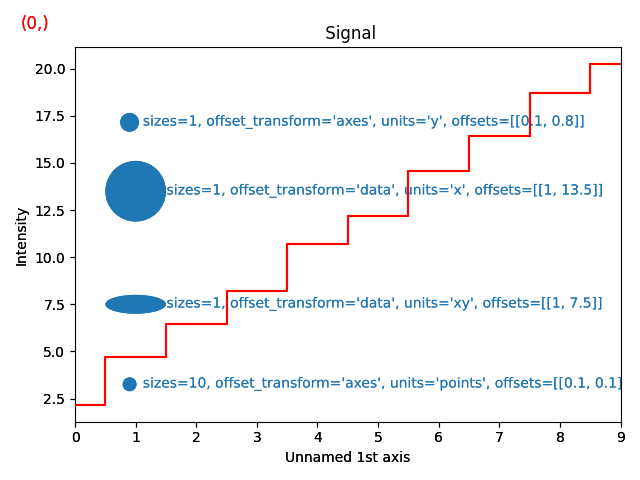 (0,)
Signal
20.0
17.5
15.0
12.5
10.0
7.5
5.0
2.5
Intensity
sizes=1, offset_transform='axes', units='y', offsets=[[0.1, 0.8]]
sizes=1, offset_transform='data', units='x', offsets=[[1, 13.5]]
sizes=1, offset_transform='data', units='xy', offsets=[[1, 7.5]]
sizes=10, offset_transform='axes', units='points', offsets=[[0.1, 0.1]
0 1 2 3 4 5 6 7 8 9
Unnamed 1st axis